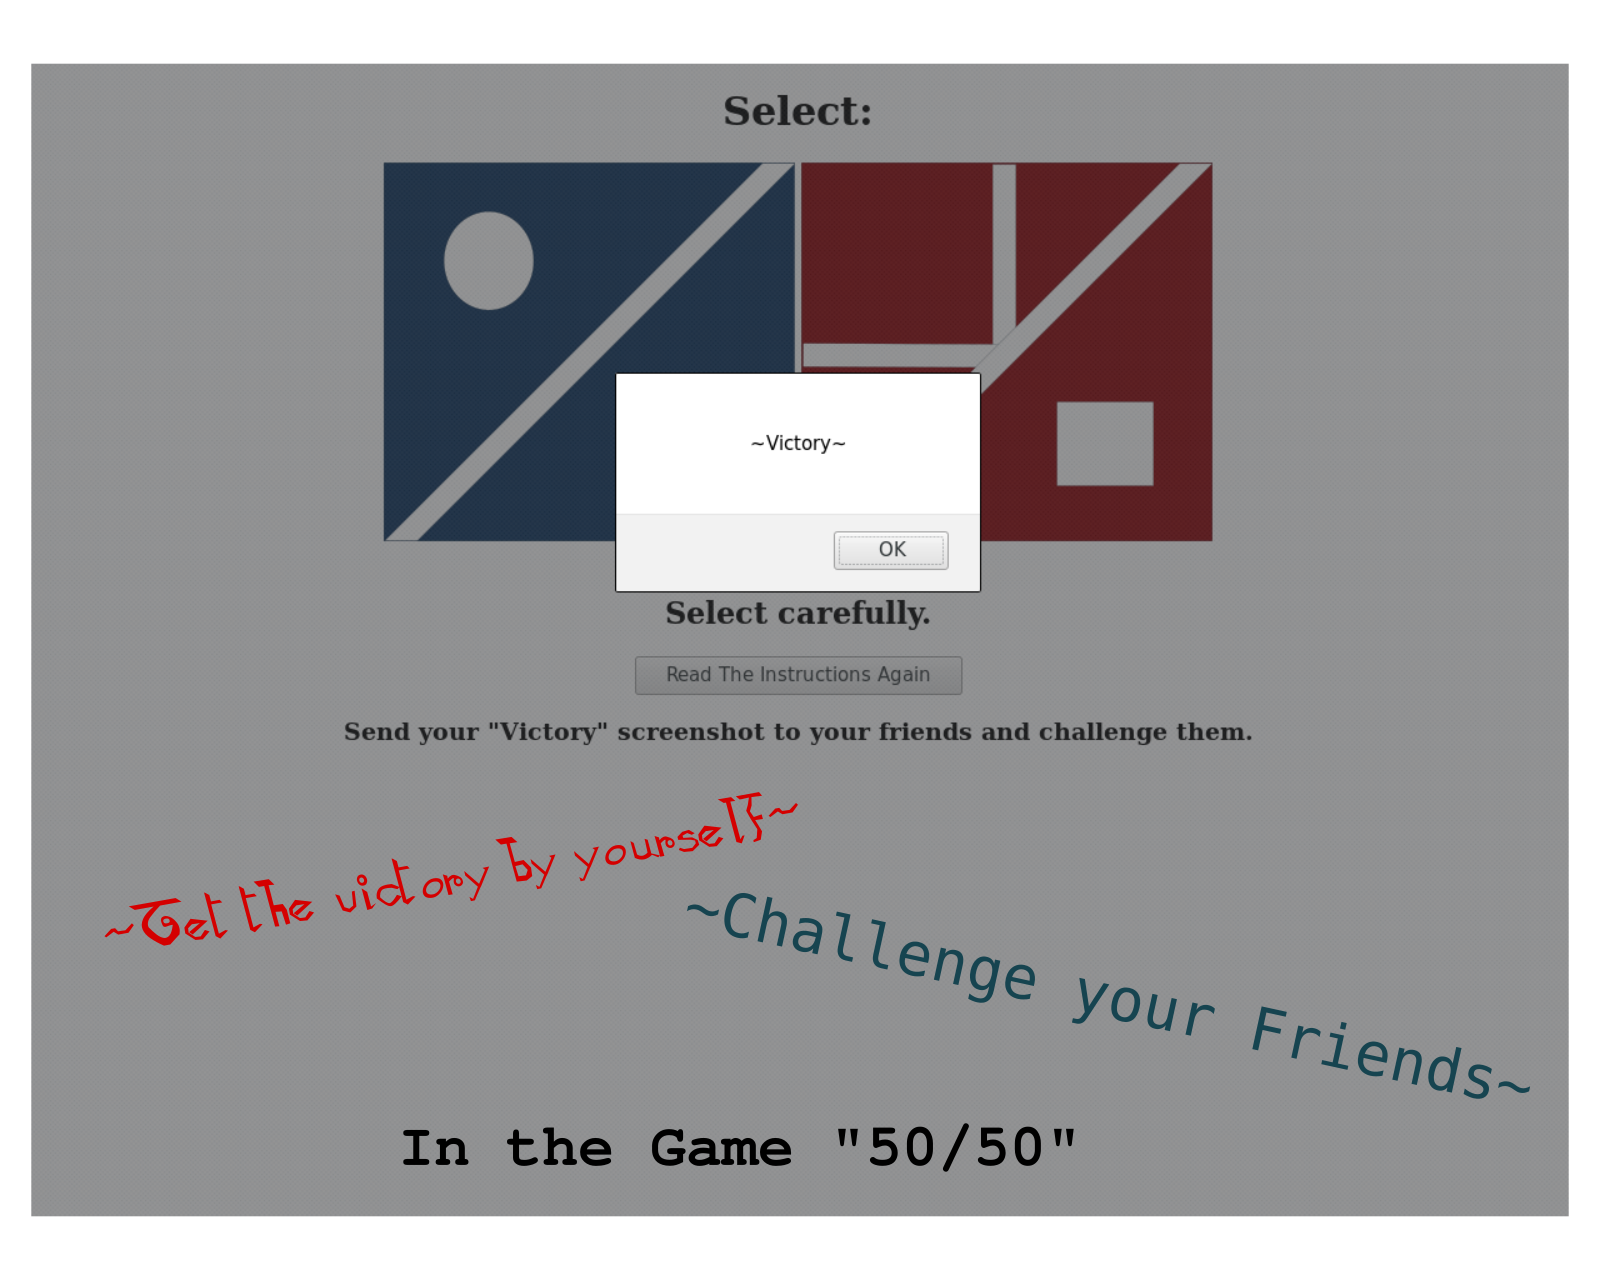 Select:
~Victory~
OK
Select carefully.
Read The Instructions Again
Send your "Victory" screenshot to your friends and challenge them.
~Get the victory by yourself~
~Challenge your Friends~
In the Game "50/50"